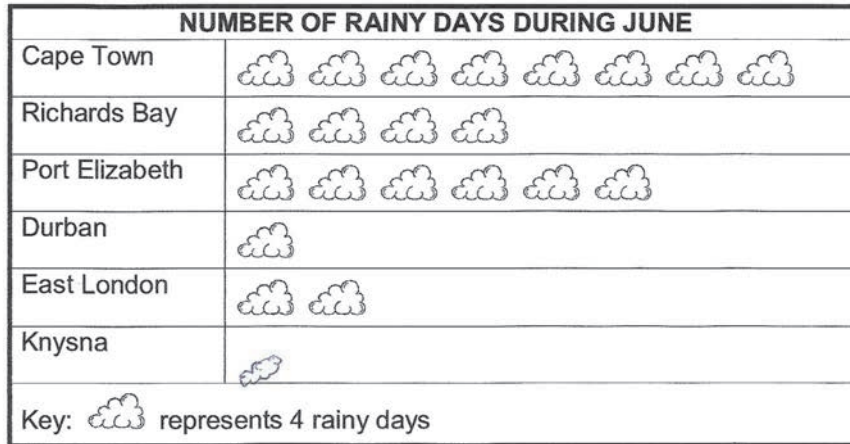 NUMBER OF RAINY DAYS DURING JUNE
Cape Town
Richards Bay
Port Elizabeth
Durban
East London
Knysna
Key: represents 4 rainy days